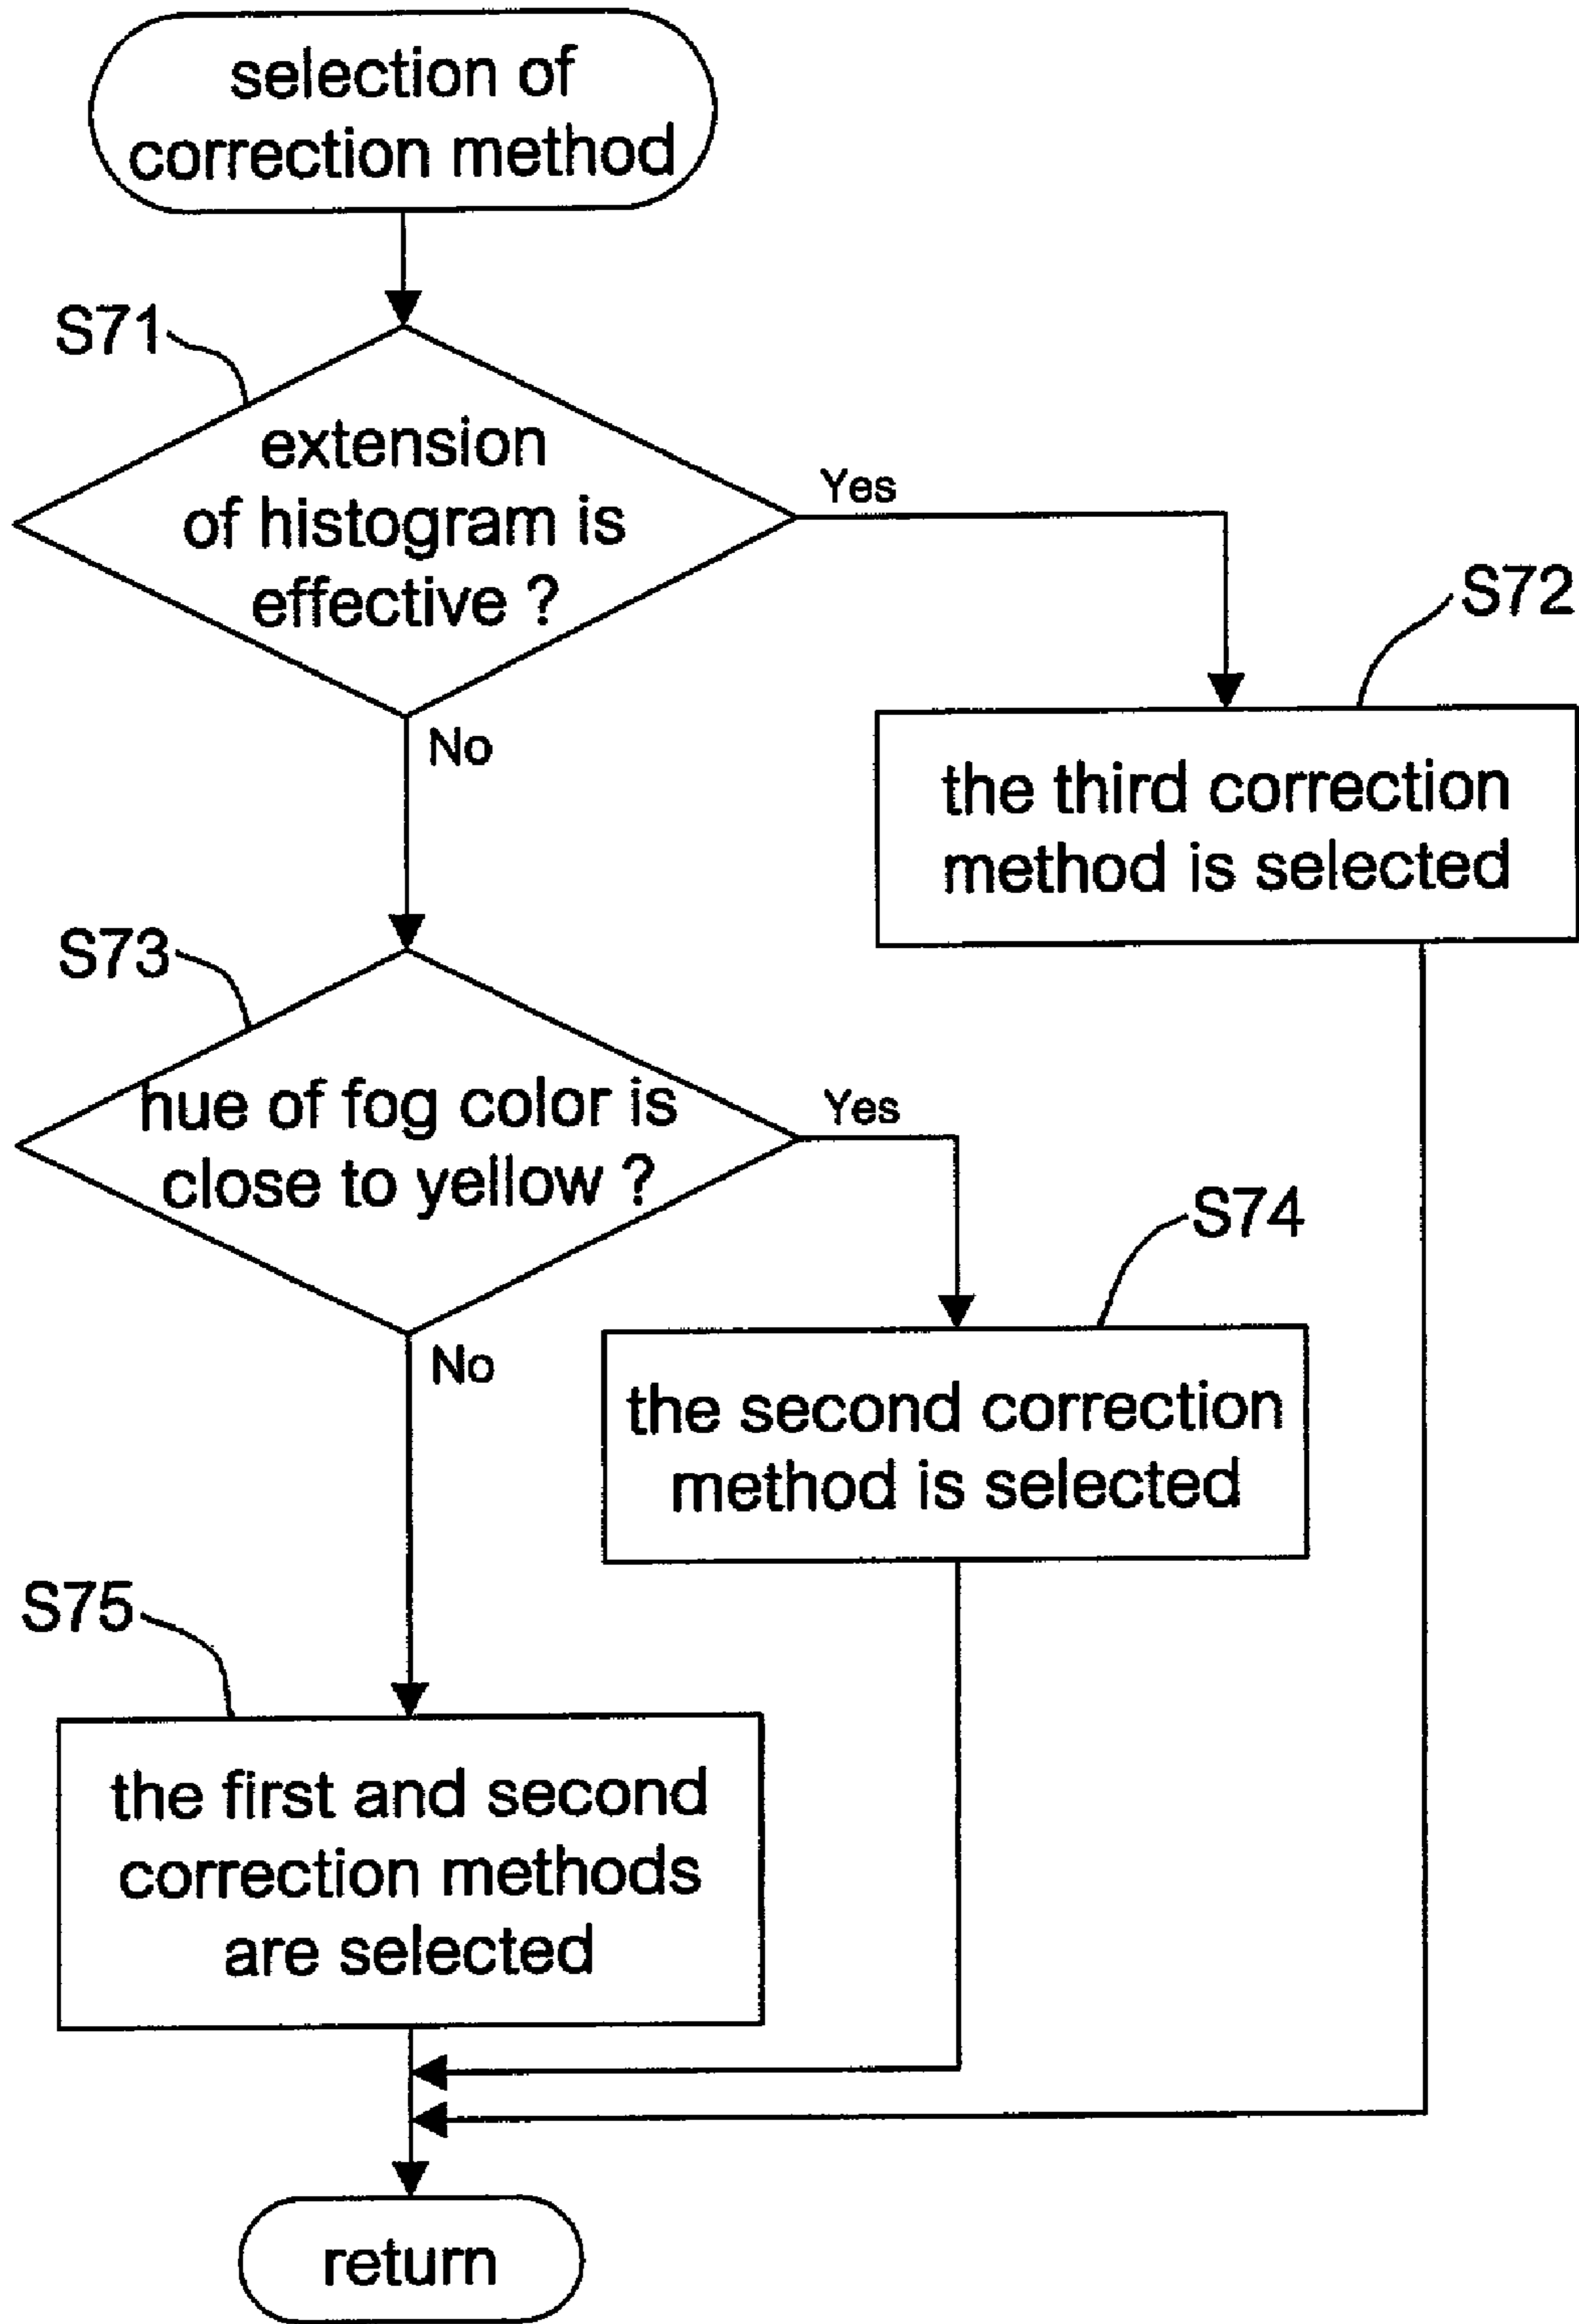 selection of
correction method
S71
extension
of histogram is
effective ?
Yes
No
S72
the third correction
method is selected
S73
hue of fog color is
close to yellow ?
Yes
No
S74
the second correction
method is selected
S75
the first and second
correction methods
are selected
return